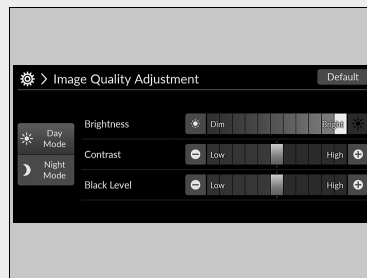 Image Quality Adjustment
Default
Day
Mode
Night
Mode
Brightness
Dim
Bright
Contrast
Low
High
Black Level
Low
High